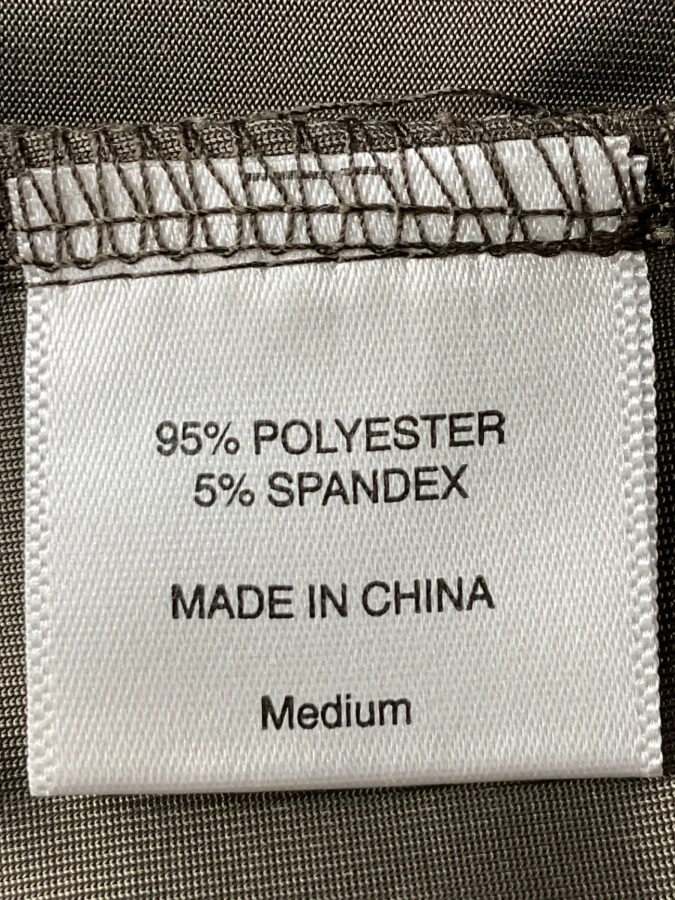 95% POLYESTER
5% SPANDEX
MADE IN CHINA
Medium